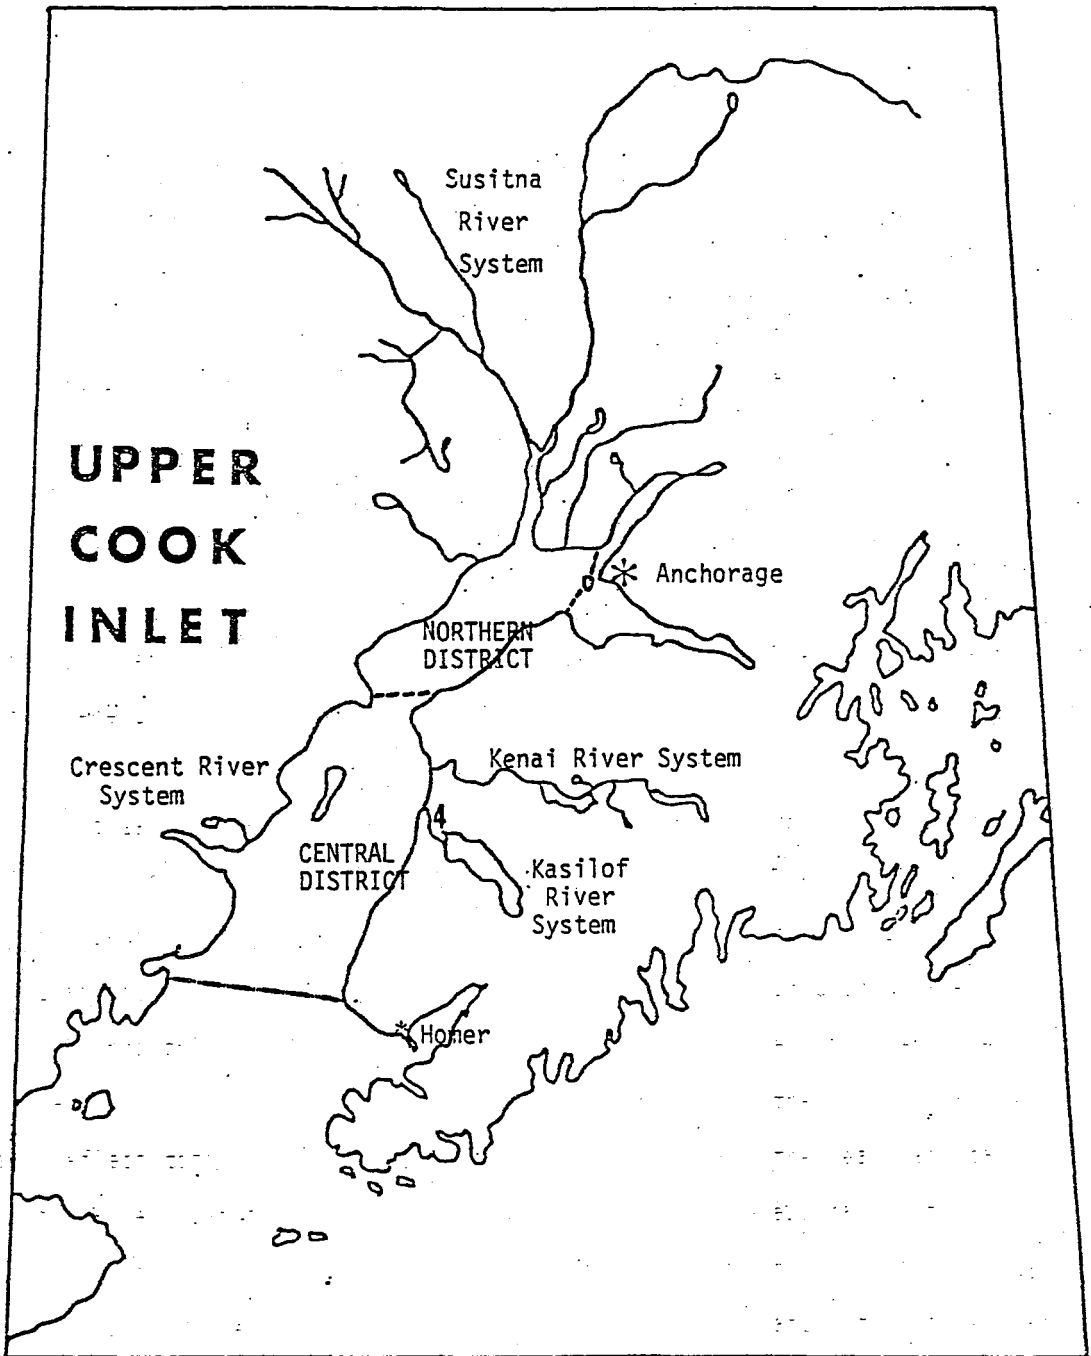 Susitna
River
System
UPPER
COOK
INLET
Anchorage
NORTHERN
DISTRICT
Crescent River
System
Kenai River System
4
CENTRAL
DISTRICT
Kasilof
River
System
Homer